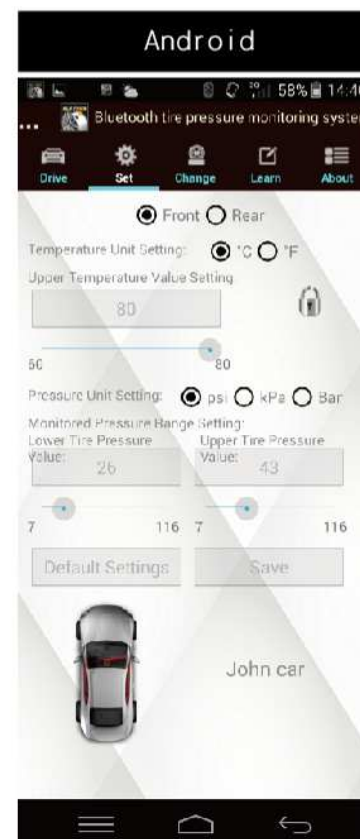 Android
58% 14:40
... Bluetooth tire pressure monitoring syste
Drive Set Change Learn About
Front Rear
Temperature Unit Setting: °C °F
Upper Temperature Value Setting
80
60 80
Pressure Unit Setting: psi kPa Bar
Monitored Pressure Range Setting:
Lower Tire Pressure Value: Upper Tire Pressure Value:
26 43
7 116 7 116
Default Settings Save
John car